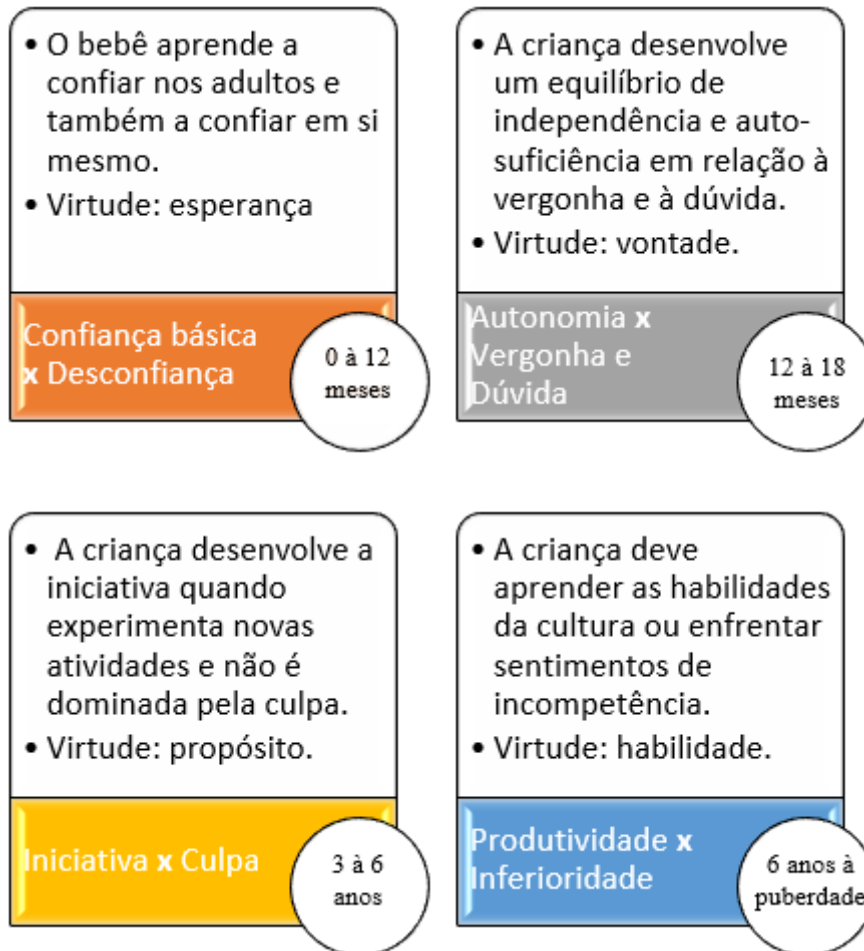 • O bebê aprende a
confiar nos adultos e
também a confiar em si
mesmo.
• Virtude: esperança
Confiança básica
x Desconfiança
0 à 12
meses
• A criança desenvolve
um equilíbrio de
independência e auto-
suficiência em relação à
vergonha e à dúvida.
• Virtude: vontade.
Autonomia x
Vergonha e
Dúvida
12 à 18
meses
• A criança desenvolve a
iniciativa quando
experimenta novas
atividades e não é
dominada pela culpa.
• Virtude: propósito.
Iniciativa x Culpa
3 à 6
anos
• A criança deve
aprender as habilidades
da cultura ou enfrentar
sentimentos de
incompetência.
• Virtude: habilidade.
Produtividade x
Inferioridade
6 anos à
puberdade